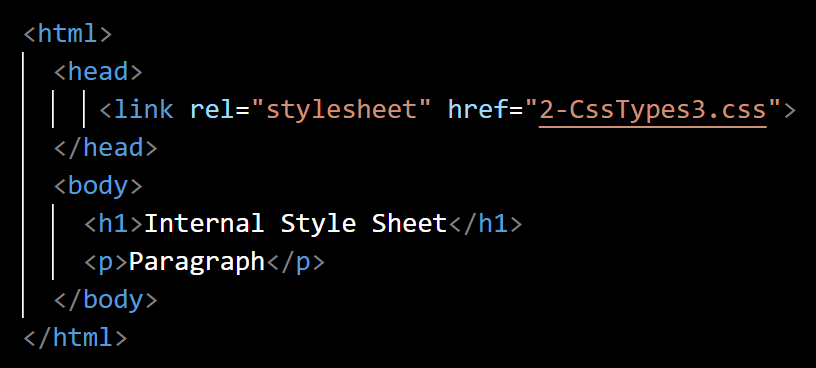 <html>
<head>
<link rel="stylesheet" href="2-CssTypes3.css">
</head>
<body>
<h1>Internal Style Sheet</h1>
<p>Paragraph</p>
</body>
</html>